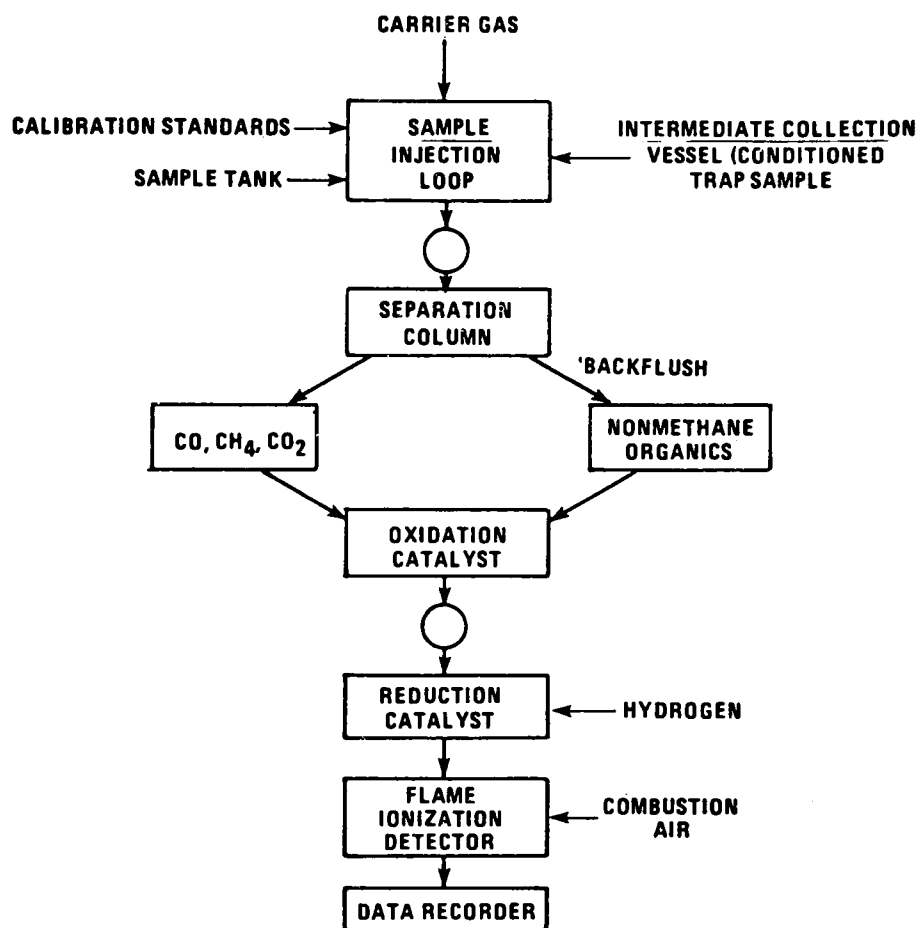 CARRIER GAS
CALIBRATION STANDARDS
SAMPLE TANK
SAMPLE
INJECTION
LOOP
INTERMEDIATE COLLECTION
VESSEL (CONDITIONED
TRAP SAMPLE
SEPARATION
COLUMN
'BACKFLUSH
CO, CH4, CO2
NONMETHANE
ORGANICS
OXIDATION
CATALYST
REDUCTION
CATALYST
HYDROGEN
FLAME
IONIZATION
DETECTOR
COMBUSTION
AIR
DATA RECORDER